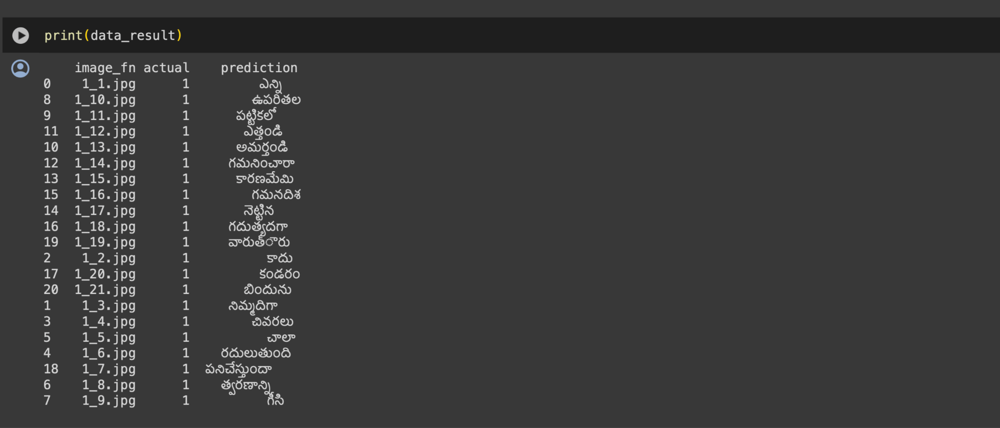 print(data_result)
image_fn actual prediction
0 1_1.jpg 1 ఎన్ని
8 1_10.jpg 1 ఉపరితల
9 1_11.jpg 1 పట్టికలో
11 1_12.jpg 1 ఎత్తండి
10 1_13.jpg 1 అమర్తండి
12 1_14.jpg 1 గమనించారా
13 1_15.jpg 1 కారణమేమి
15 1_16.jpg 1 గమనదిశ
14 1_17.jpg 1 నెట్టిన
16 1_18.jpg 1 గదుత్యదగా
19 1_19.jpg 1 వారుత్ౌరు
2 1_2.jpg 1 కాదు
17 1_20.jpg 1 కండరం
20 1_21.jpg 1 బిందును
1 1_3.jpg 1 నిమ్మదిగా
3 1_4.jpg 1 చివరలు
5 1_5.jpg 1 చాలా
4 1_6.jpg 1 రదులుతుంది
18 1_7.jpg 1 పనిచేస్తుందా
6 1_8.jpg 1 త్వరణాన్ని
7 1_9.jpg 1 గీసి